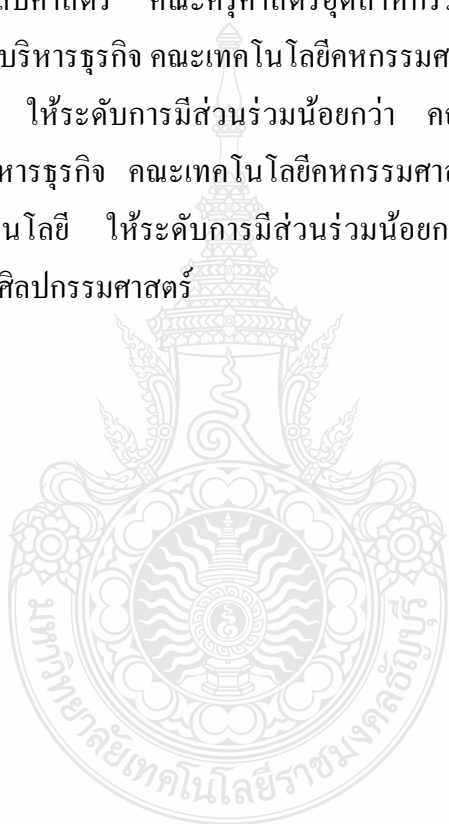 คณะครุศาสตร์อุตสาหกรร
บริหารธุรกิจ คณะเทคโนโลยีคหกรรมศา
ให้ระดับการมีส่วนร่วมน้อยกว่า
หารธุรกิจ คณะเทคโนโลยีคหกรรมศาส
นโลยี ให้ระดับการมีส่วนร่วมน้อยก
ศิลปกรรมศาสตร์
มหาวิทยาลัยเทคโนโลยีราชมงคลธัญบุรี